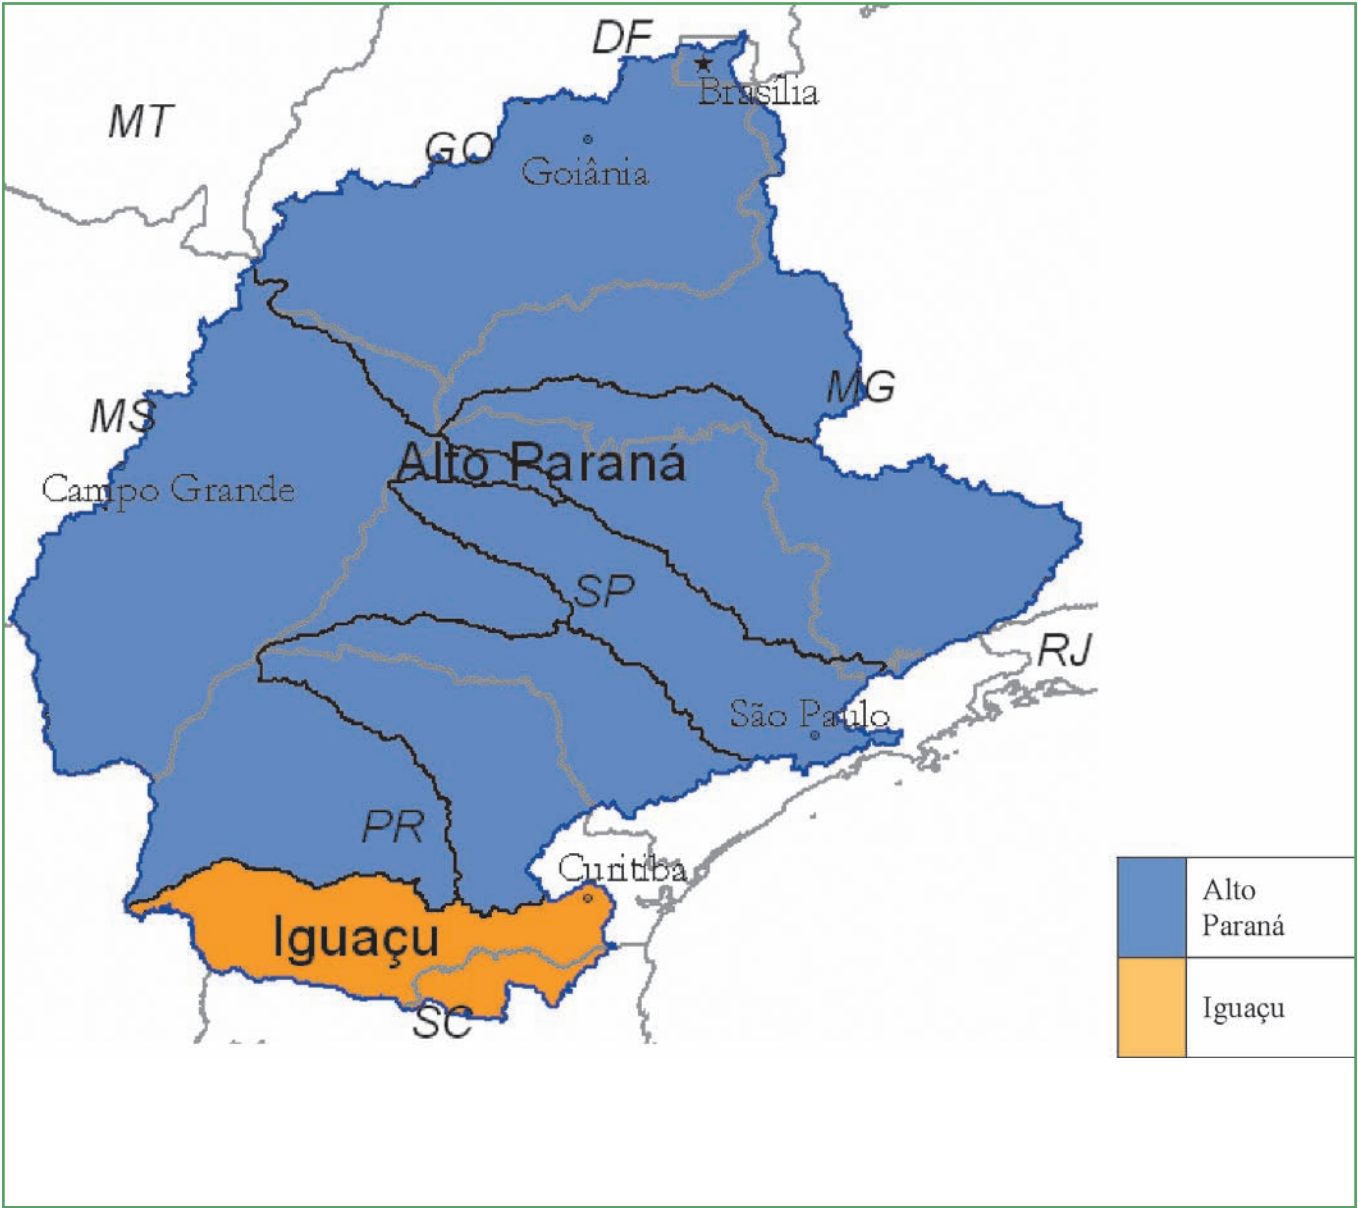 DF
Brasília
MT
GO
Goiânia
MG
MS
Alto Paraná
Campo Grande
SP
RJ
São Paulo
PR
Curitiba
Iguaçu
SC
Alto
Paraná
Iguaçu